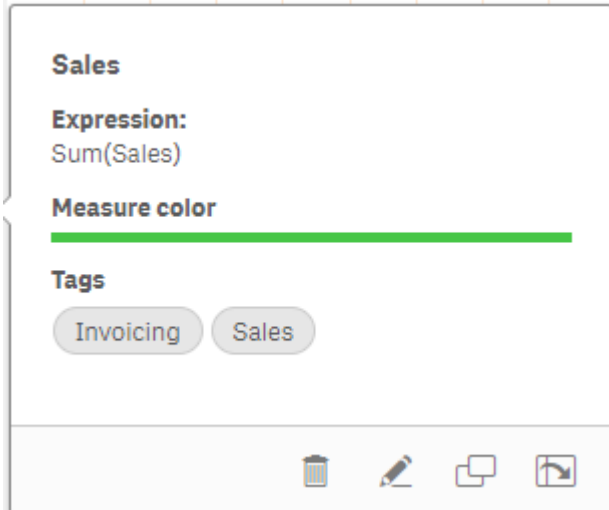 Sales
Expression:
Sum(Sales)
Measure color
Tags
Invoicing Sales